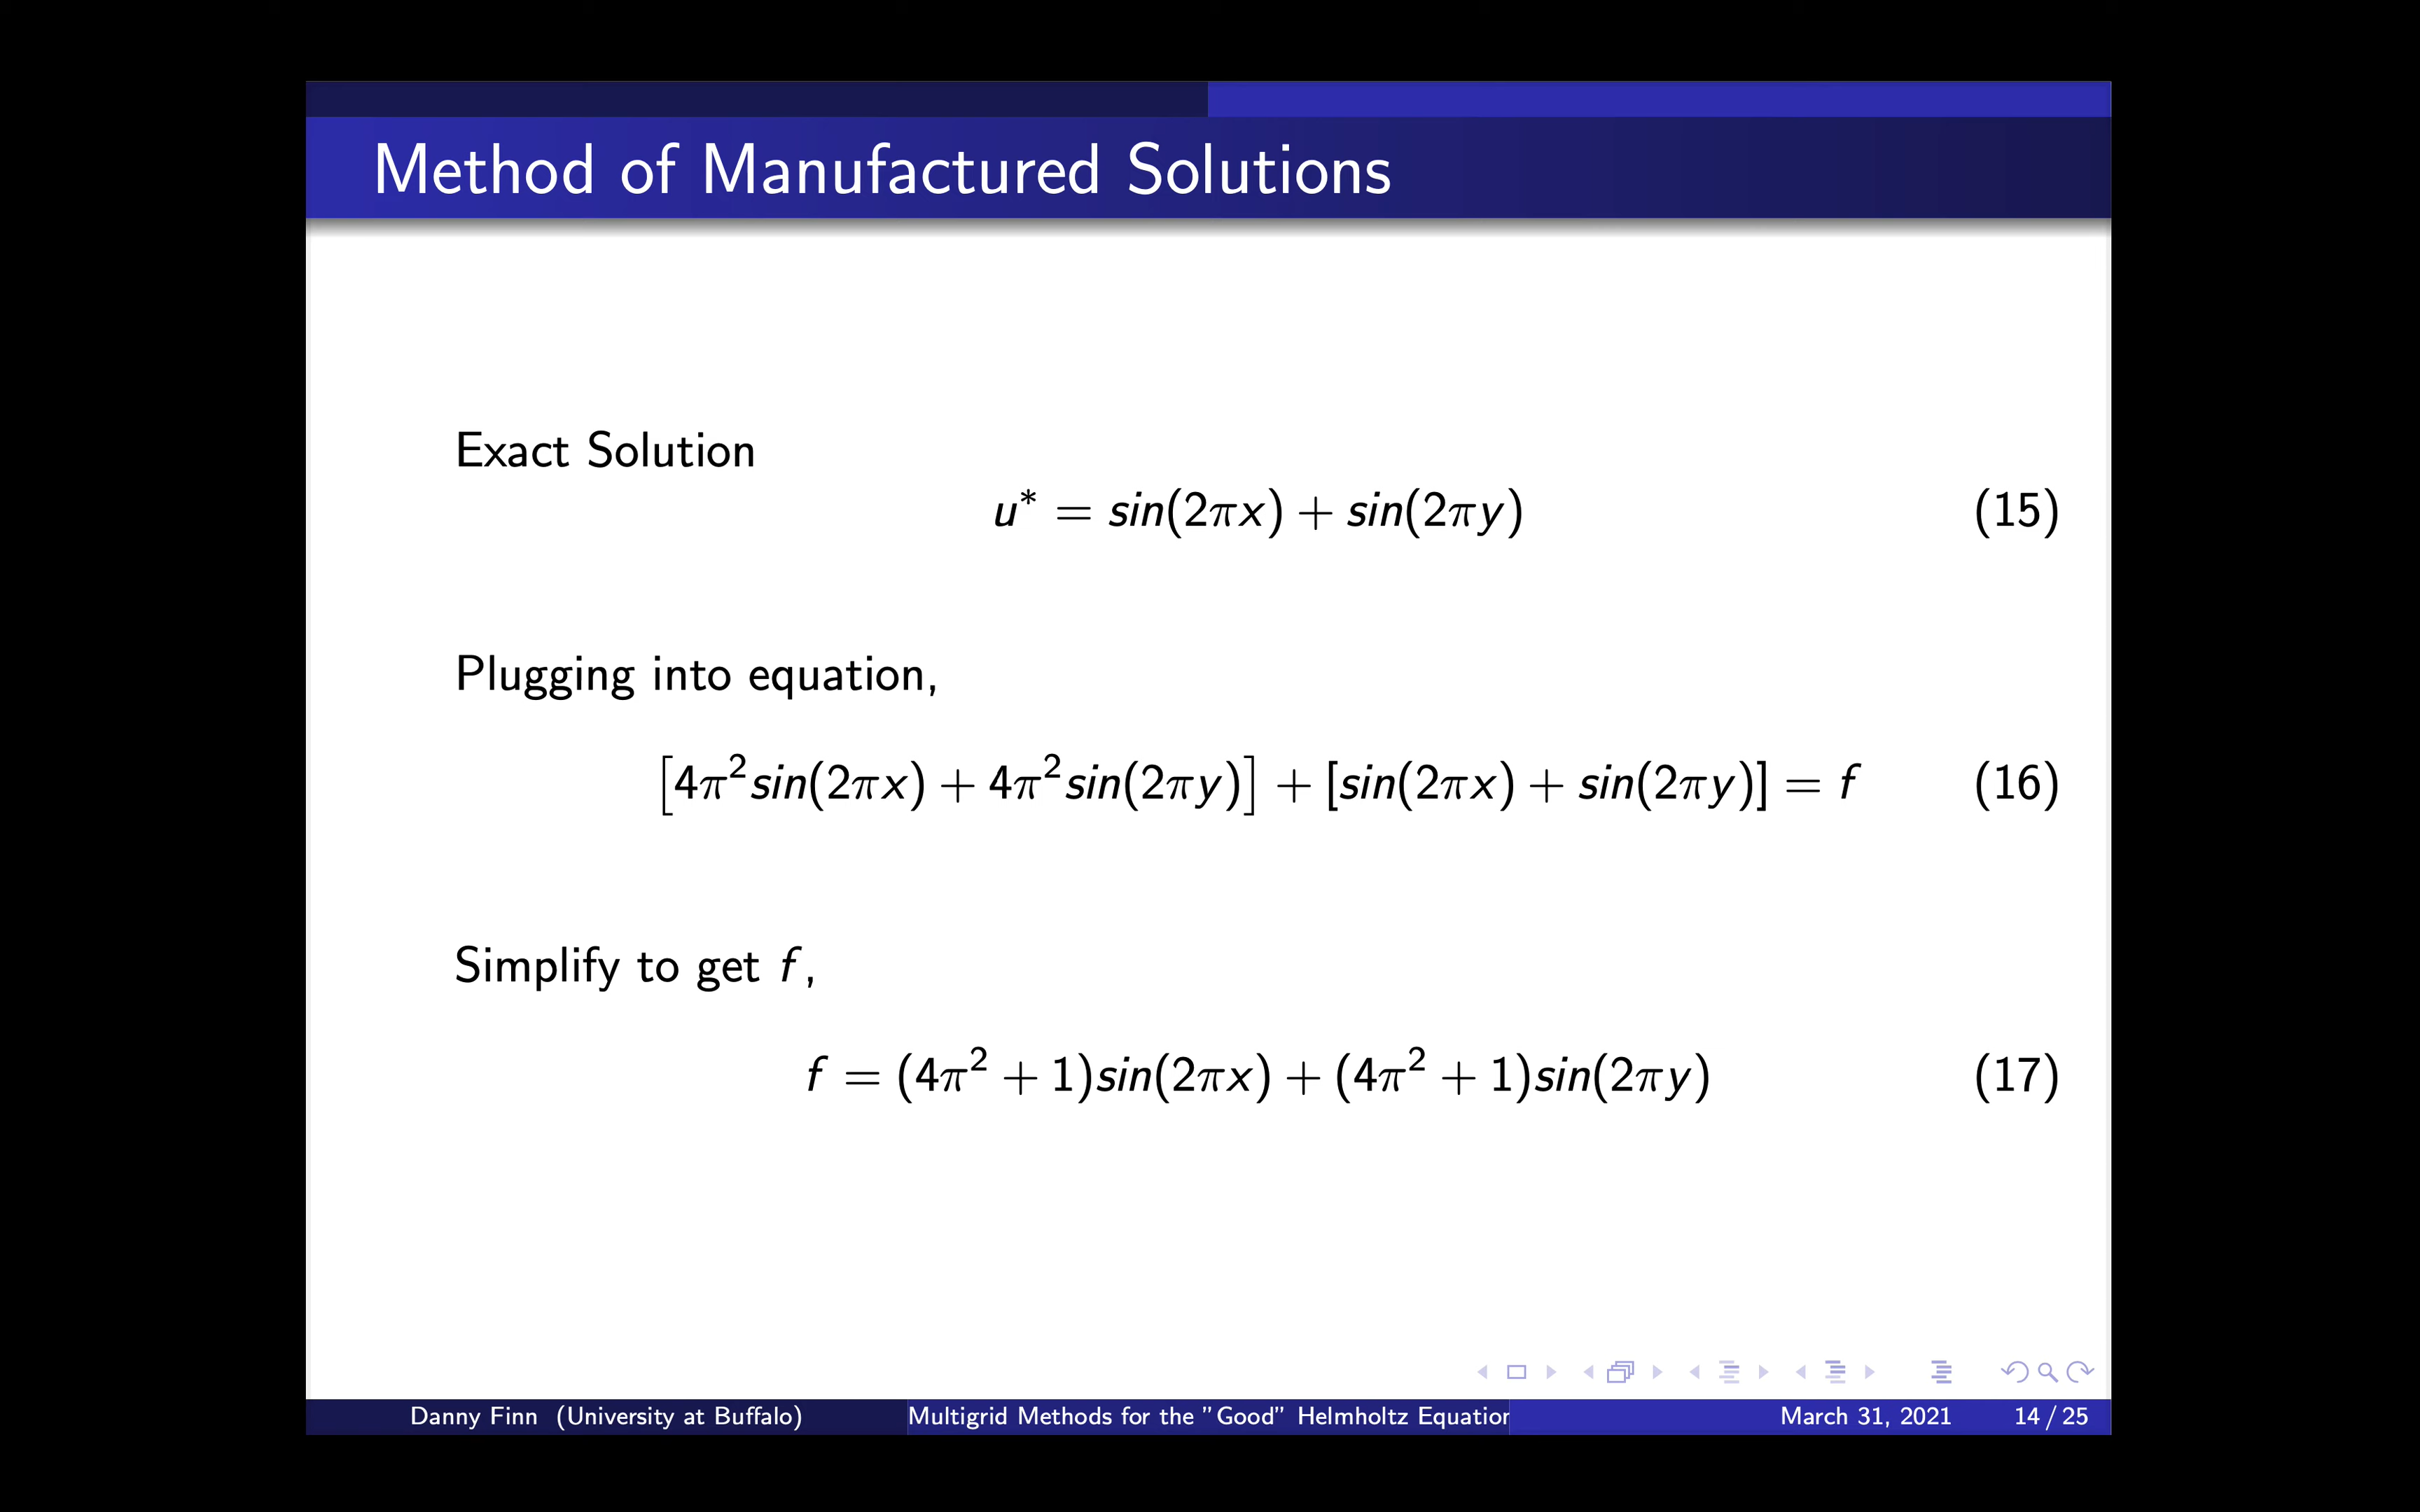 Method of Manufactured Solutions
Exact Solution
u* = sin(2πx) + sin(2πy) (15)
Plugging into equation,
[4π²sin(2πx) + 4π²sin(2πy)] + [sin(2πx) + sin(2πy)] = f (16)
Simplify to get f,
f = (4π² + 1)sin(2πx) + (4π² + 1)sin(2πy) (17)
Danny Finn (University at Buffalo) Multigrid Methods for the ”Good” Helmholtz Equation March 31, 2021 14 / 25